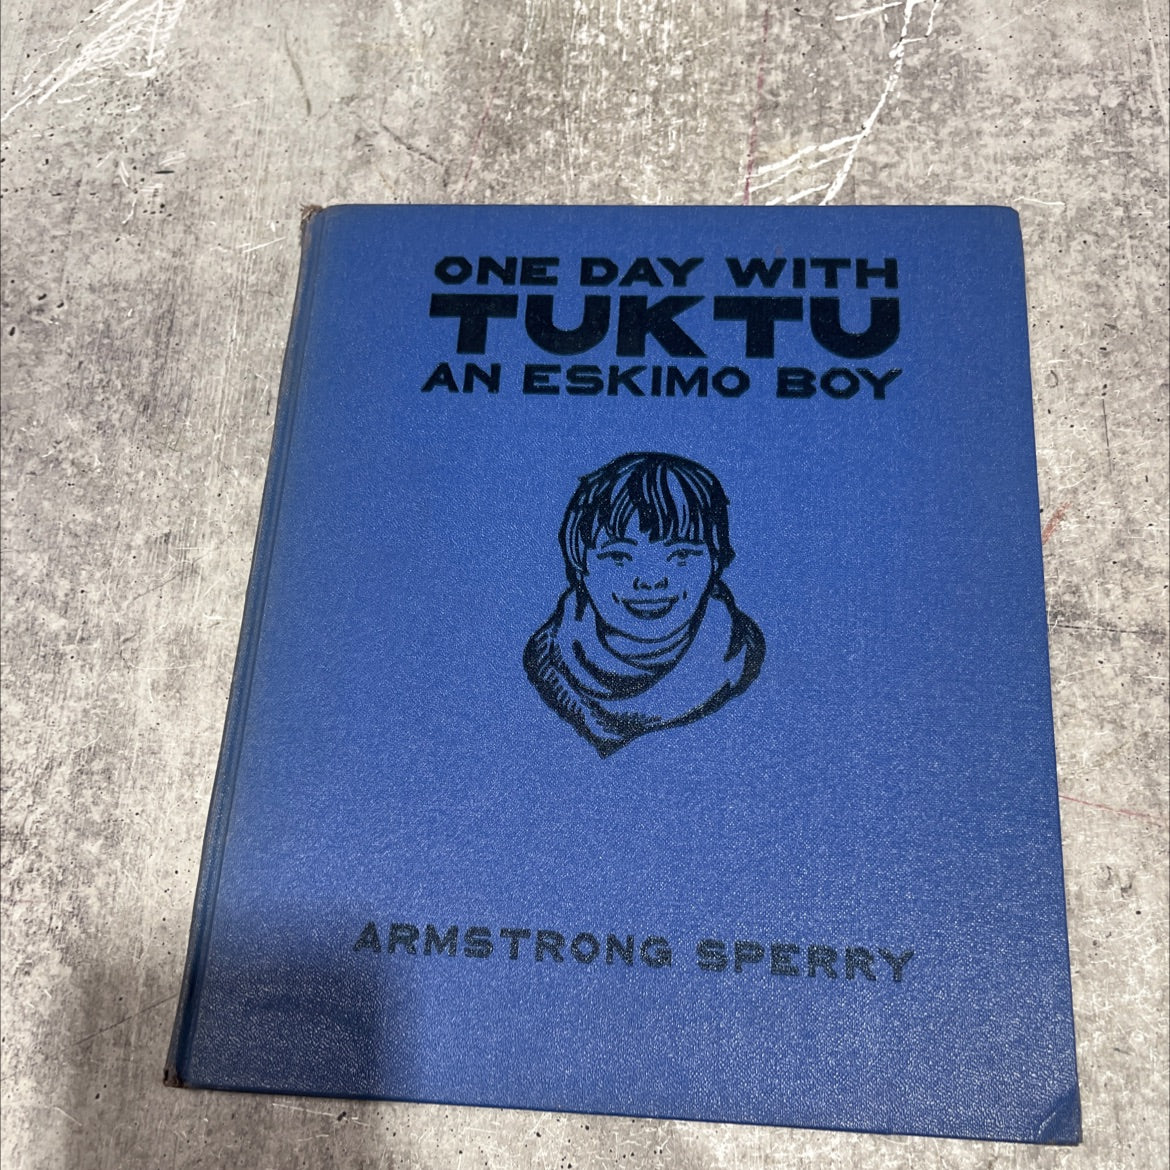 ONE DAY WITH
TUKTU
AN ESKIMO BOY
ARMSTRONG SPERRY